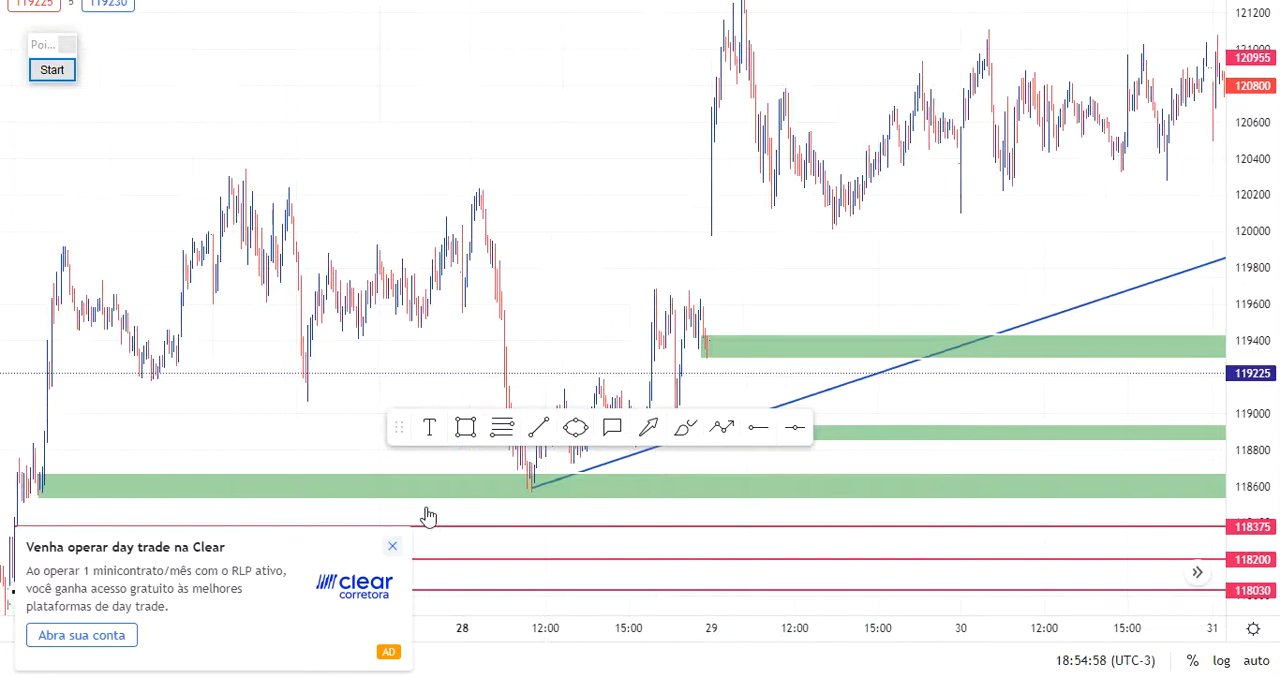 119225 5 119230
Poi...
Start
121200
120955
120800
120600
120400
120200
120000
119800
119600
119400
119225
119000
118800
118600
118375
118200
118030
Venha operar day trade na Clear
Ao operar 1 minicontrato/mês com o RLP ativo,
você ganha acesso gratuito às melhores
plataformas de day trade.
clear
corretora
Abra sua conta
AD
T
28 12:00 15:00 29 12:00 15:00 30 12:00 15:00 31
18:54:58 (UTC-3) % log auto